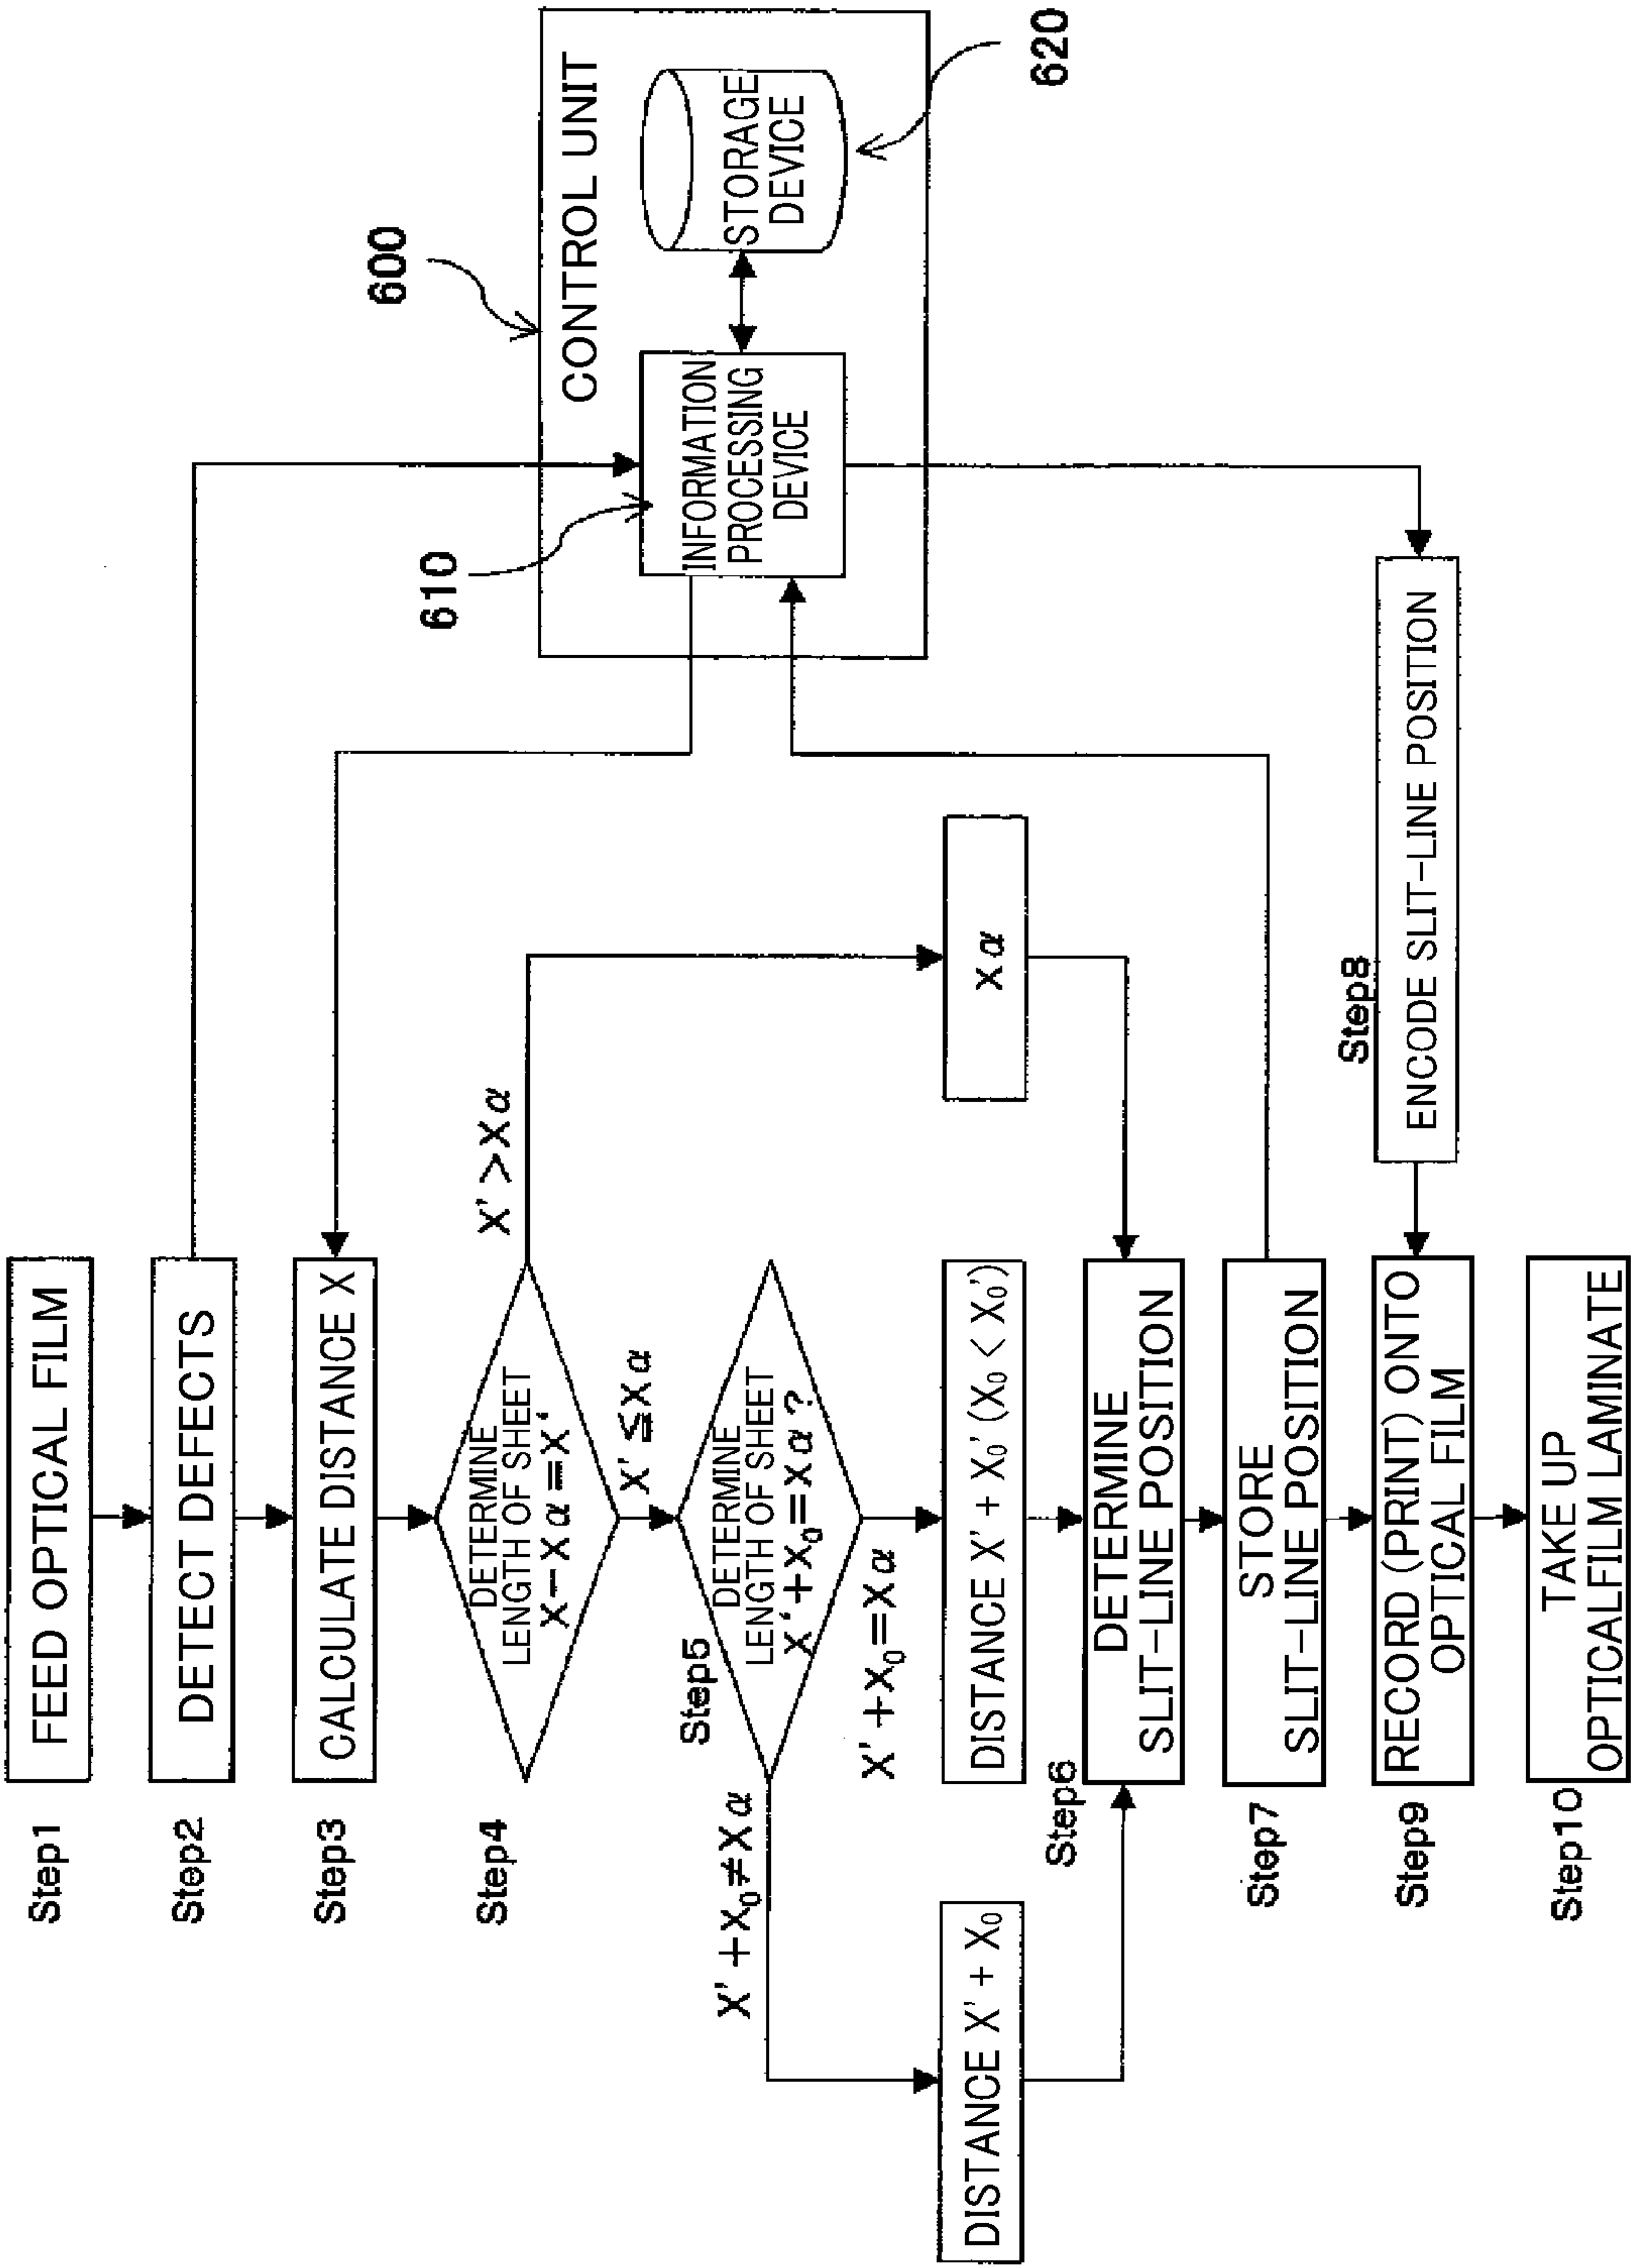 Step1
FEED OPTICAL FILM
Step2
DETECT DEFECTS
Step3
CALCULATE DISTANCE X
Step4
DETERMINE
LENGTH OF SHEET
X−Xα=X'
X'>Xα
X'≦Xα
Step5
DETERMINE
LENGTH OF SHEET
X'+X₀=Xα?
X'+X₀≠Xα
X'+X₀=Xα
DISTANCE X' + X₀
DISTANCE X' + X₀' (X₀ < X₀')
Xα
Step6
DETERMINE
SLIT-LINE POSITION
Step7
STORE
SLIT-LINE POSITION
Step8
ENCODE SLIT-LINE POSITION
Step9
RECORD (PRINT) ONTO
OPTICAL FILM
Step10
TAKE UP
OPTICALFILM LAMINATE
600
CONTROL UNIT
610
INFORMATION
PROCESSING
DEVICE
STORAGE
DEVICE
620